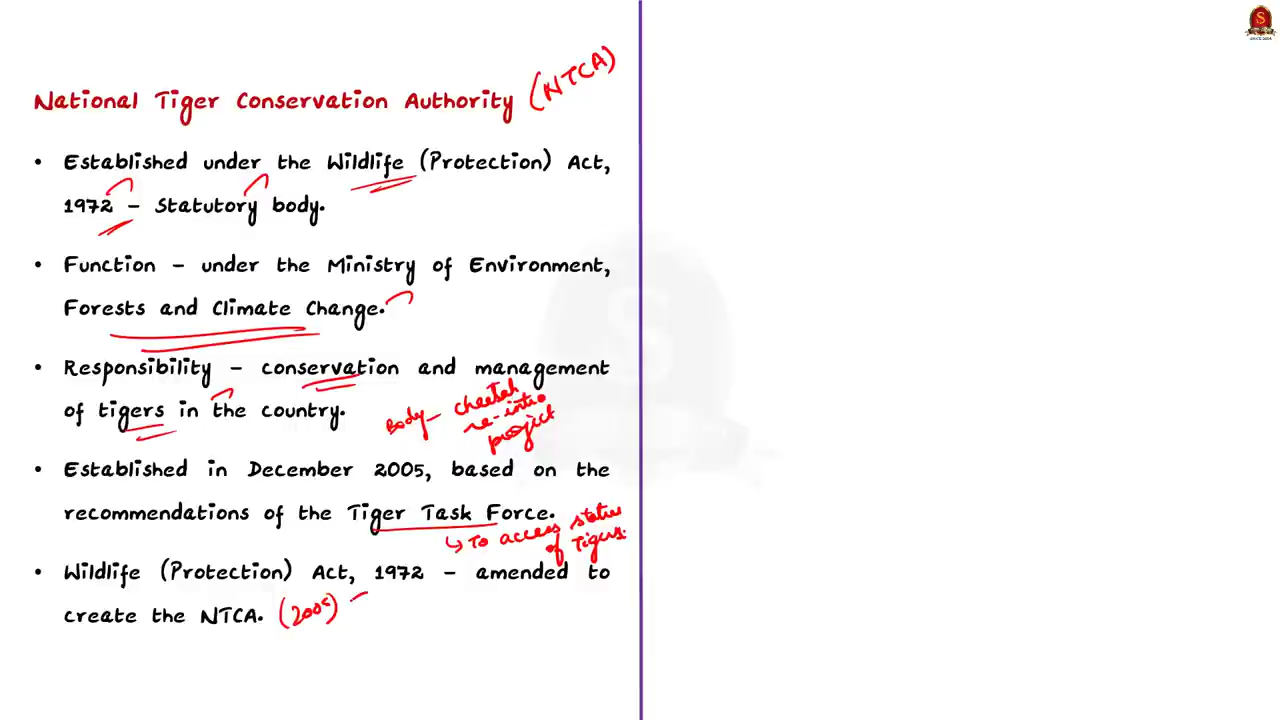 National Tiger Conservation Authority (NTCA)
• Established under the Wildlife (Protection) Act,
1972 – Statutory body.
• Function – under the Ministry of Environment,
Forests and Climate Change.
• Responsibility – conservation and management
of tigers in the country.
Body – cheetah
re-intro
project
• Established in December 2005, based on the
recommendations of the Tiger Task Force.
↳ To access status
of Tigers.
• Wildlife (Protection) Act, 1972 – amended to
create the NTCA. (2005)
S